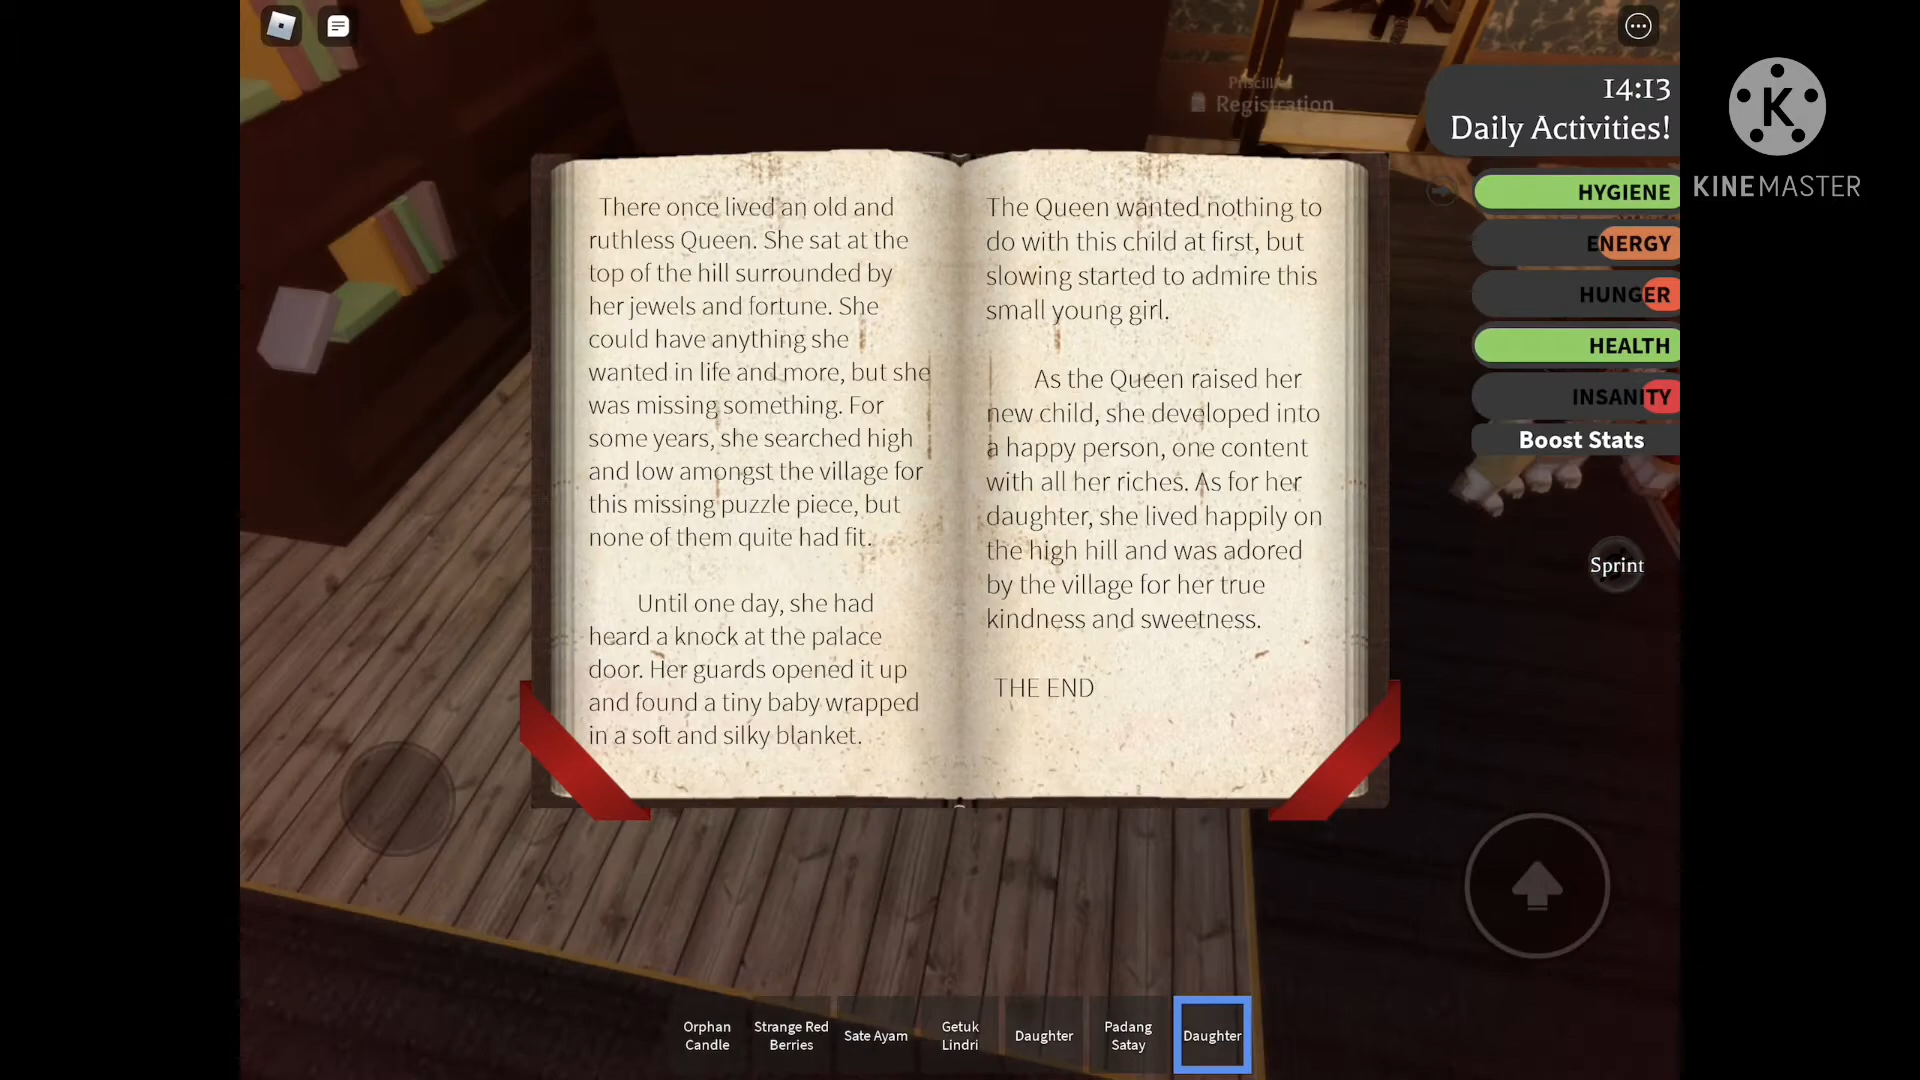 Priscilla
Registration
14:13
Daily Activities!
K
KINEMASTER
HYGIENE
ENERGY
HUNGER
HEALTH
INSANITY
Boost Stats
Sprint
There once lived an old and
ruthless Queen. She sat at the
top of the hill surrounded by
her jewels and fortune. She
could have anything she
wanted in life and more, but she
was missing something. For
some years, she searched high
and low amongst the village for
this missing puzzle piece, but
none of them quite had fit.
Until one day, she had
heard a knock at the palace
door. Her guards opened it up
and found a tiny baby wrapped
in a soft and silky blanket.
The Queen wanted nothing to
do with this child at first, but
slowing started to admire this
small young girl.
As the Queen raised her
new child, she developed into
a happy person, one content
with all her riches. As for her
daughter, she lived happily on
the high hill and was adored
by the village for her true
kindness and sweetness.
THE END
Orphan
Candle
Strange Red
Berries
Sate Ayam
Getuk
Lindri
Daughter
Padang
Satay
Daughter